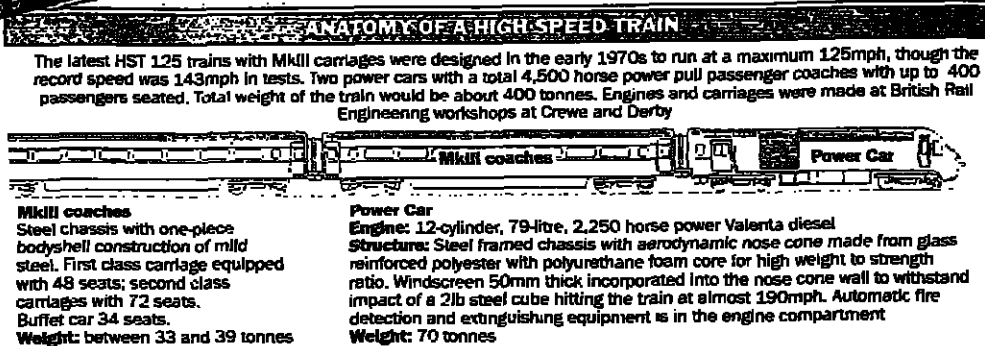 ANATOMY OF A HIGH-SPEED TRAIN
The latest HST 125 trains with MkIII carriages were designed in the early 1970s to run at a maximum 125mph, though the
record speed was 143mph in tests. Two power cars with a total 4,500 horse power pull passenger coaches with up to 400
passengers seated. Total weight of the train would be about 400 tonnes. Engines and carriages were made at British Rail
Engineering workshops at Crewe and Derby
MkIII coaches
Power Car
MkIII coaches
Steel chassis with one-piece
bodyshell construction of mild
steel. First class carriage equipped
with 48 seats; second class
carriages with 72 seats.
Buffet car 34 seats.
Weight: between 33 and 39 tonnes
Power Car
Engine: 12-cylinder, 79-litre, 2,250 horse power Valenta diesel
Structure: Steel framed chassis with aerodynamic nose cone made from glass
reinforced polyester with polyurethane foam core for high weight to strength
ratio. Windscreen 50mm thick incorporated into the nose cone wall to withstand
impact of a 2lb steel cube hitting the train at almost 190mph. Automatic fire
detection and extinguishing equipment is in the engine compartment
Weight: 70 tonnes